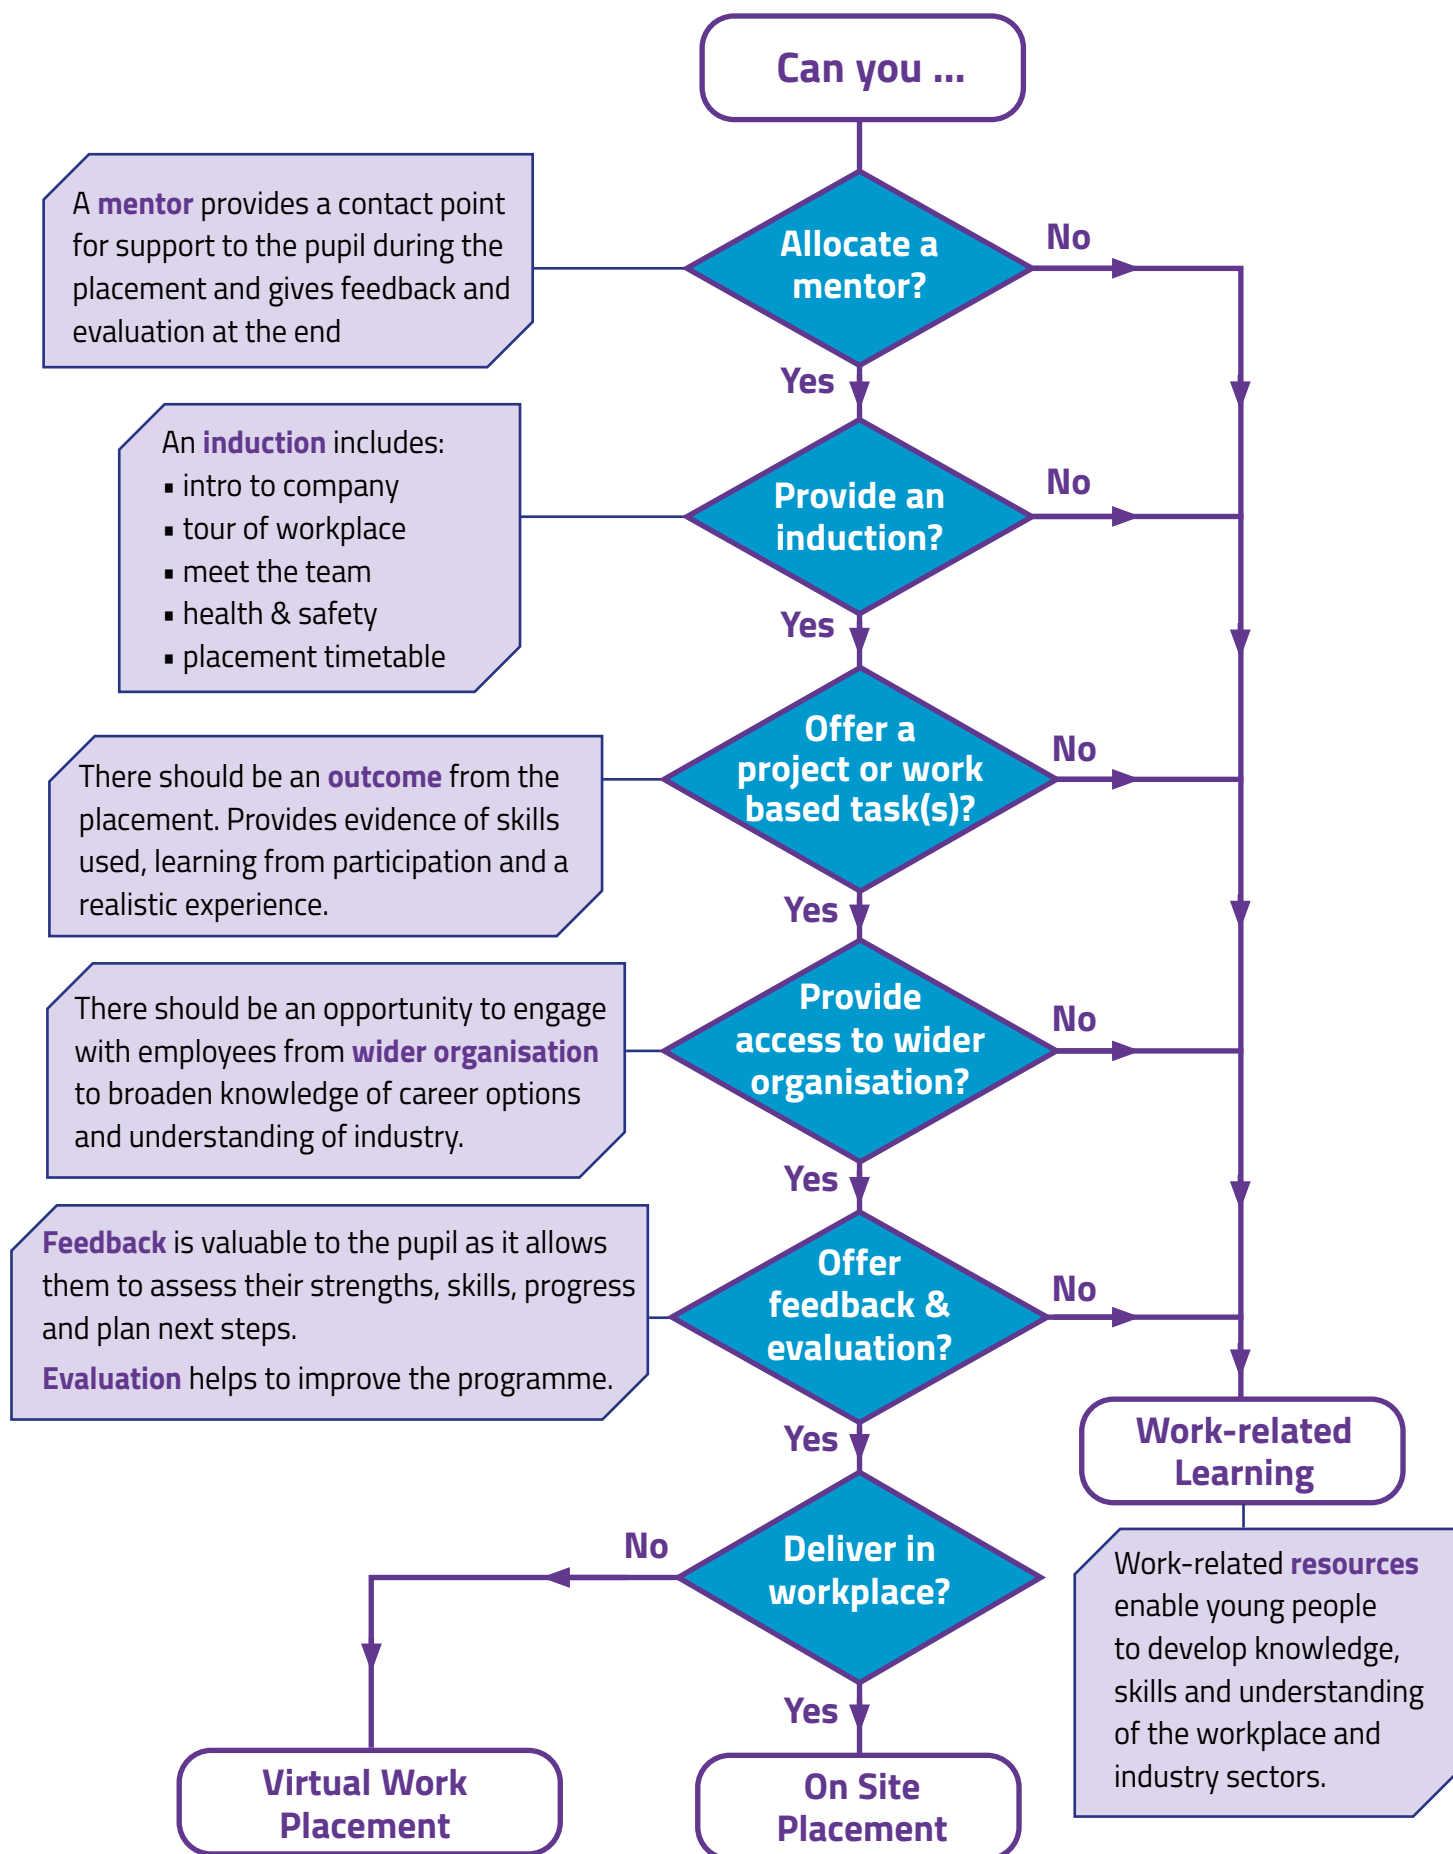 Can you ...
A mentor provides a contact point
for support to the pupil during the
placement and gives feedback and
evaluation at the end
Allocate a
mentor?
No
Yes
An induction includes:
▪ intro to company
▪ tour of workplace
▪ meet the team
▪ health & safety
▪ placement timetable
Provide an
induction?
No
Yes
There should be an outcome from the
placement. Provides evidence of skills
used, learning from participation and a
realistic experience.
Offer a
project or work
based task(s)?
No
Yes
There should be an opportunity to engage
with employees from wider organisation
to broaden knowledge of career options
and understanding of industry.
Provide
access to wider
organisation?
No
Yes
Feedback is valuable to the pupil as it allows
them to assess their strengths, skills, progress
and plan next steps.
Evaluation helps to improve the programme.
Offer
feedback &
evaluation?
No
Yes
Work-related
Learning
Work-related resources
enable young people
to develop knowledge,
skills and understanding
of the workplace and
industry sectors.
Deliver in
workplace?
No
Yes
Virtual Work
Placement
On Site
Placement